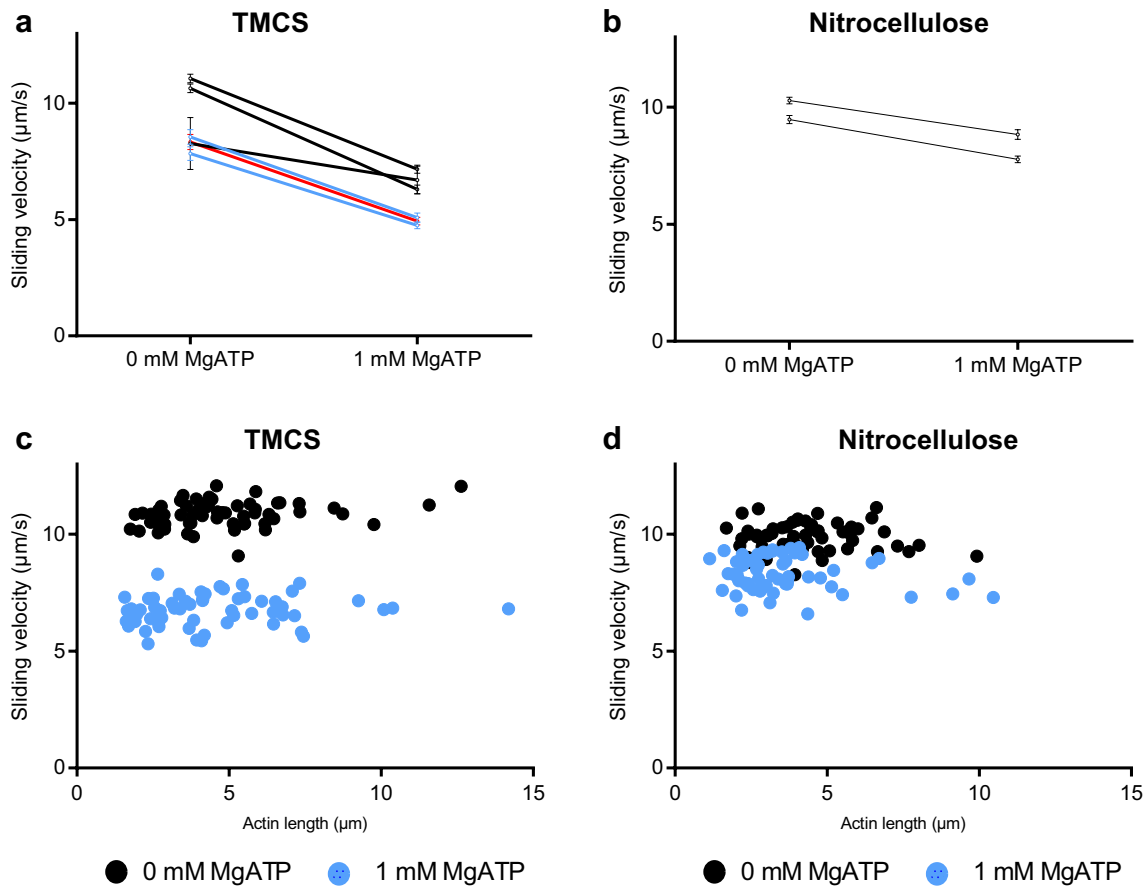 a
TMCS
Sliding velocity (µm/s)
10
5
0
0 mM MgATP
1 mM MgATP
b
Nitrocellulose
Sliding velocity (µm/s)
10
5
0
0 mM MgATP
1 mM MgATP
c
TMCS
Sliding velocity (µm/s)
10
5
0
0 5 10 15
Actin length (µm)
d
Nitrocellulose
Sliding velocity (µm/s)
10
5
0
0 5 10 15
Actin length (µm)
0 mM MgATP
1 mM MgATP
0 mM MgATP
1 mM MgATP